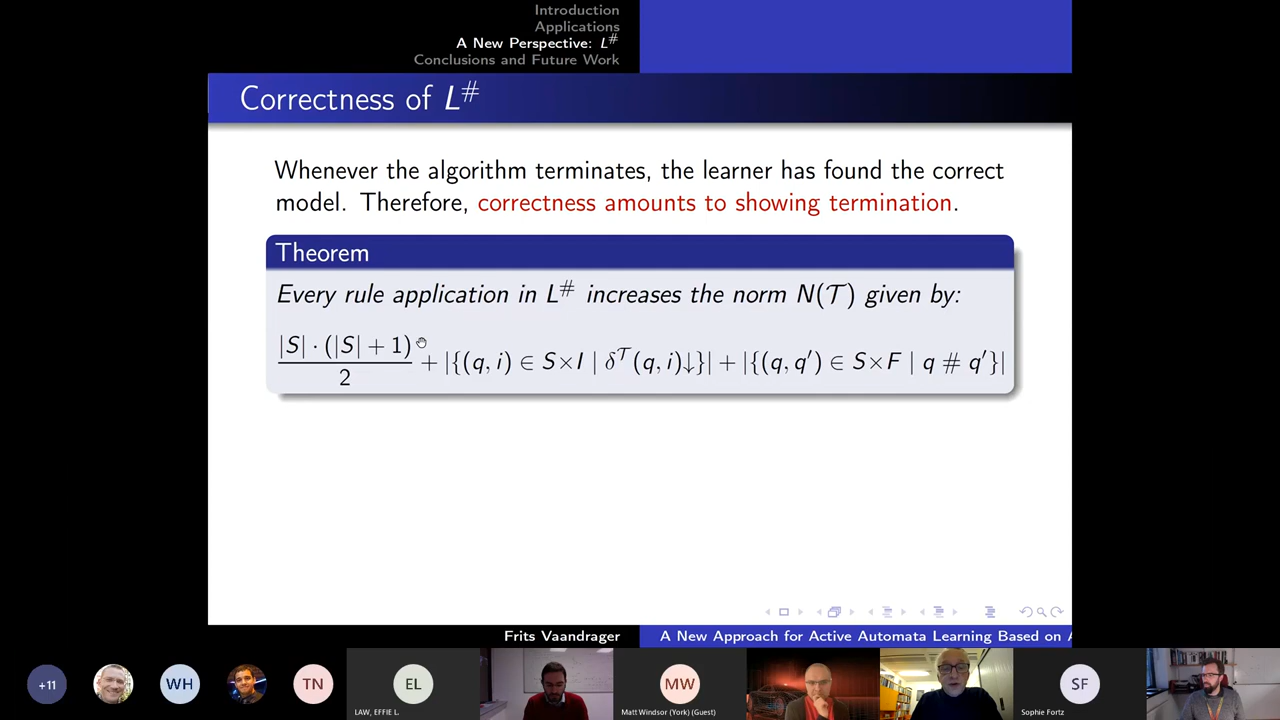 Introduction
Applications
A New Perspective: L#
Conclusions and Future Work
Correctness of L#
Whenever the algorithm terminates, the learner has found the correct
model. Therefore, correctness amounts to showing termination.
Theorem
Every rule application in L# increases the norm N(𝒯) given by:
|S| · (|S| + 1)
2
+ |{(q, i) ∈ S×I | δ^𝒯(q, i)↓}| + |{(q, q′) ∈ S×F | q # q′}|
Frits Vaandrager
A New Approach for Active Automata Learning Based on A
+11
WH
TN
EL
MW
SF
LAW, EFFIE L.
Matt Windsor (York) (Guest)
Sophie Fortz